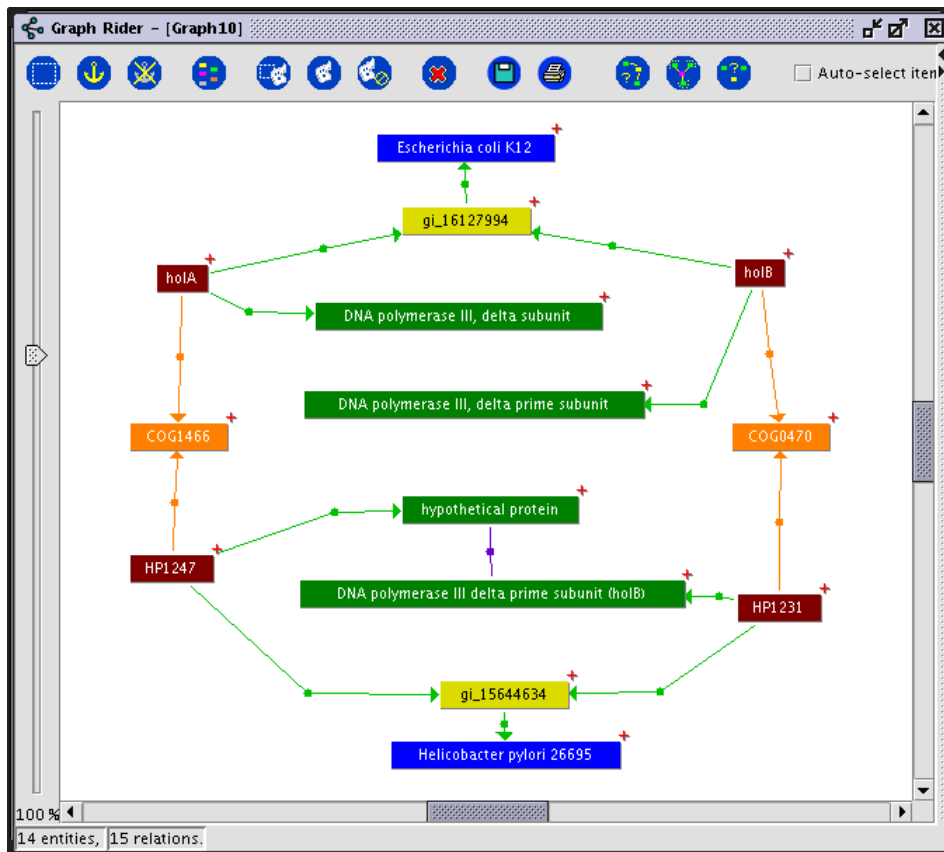 Graph Rider – [Graph10]
Auto-select iten
Escherichia coli K12
gi_16127994
holA
holB
DNA polymerase III, delta subunit
DNA polymerase III, delta prime subunit
COG1466
COG0470
hypothetical protein
HP1247
DNA polymerase III delta prime subunit (holB)
HP1231
gi_15644634
Helicobacter pylori 26695
100 %
14 entities, 15 relations.